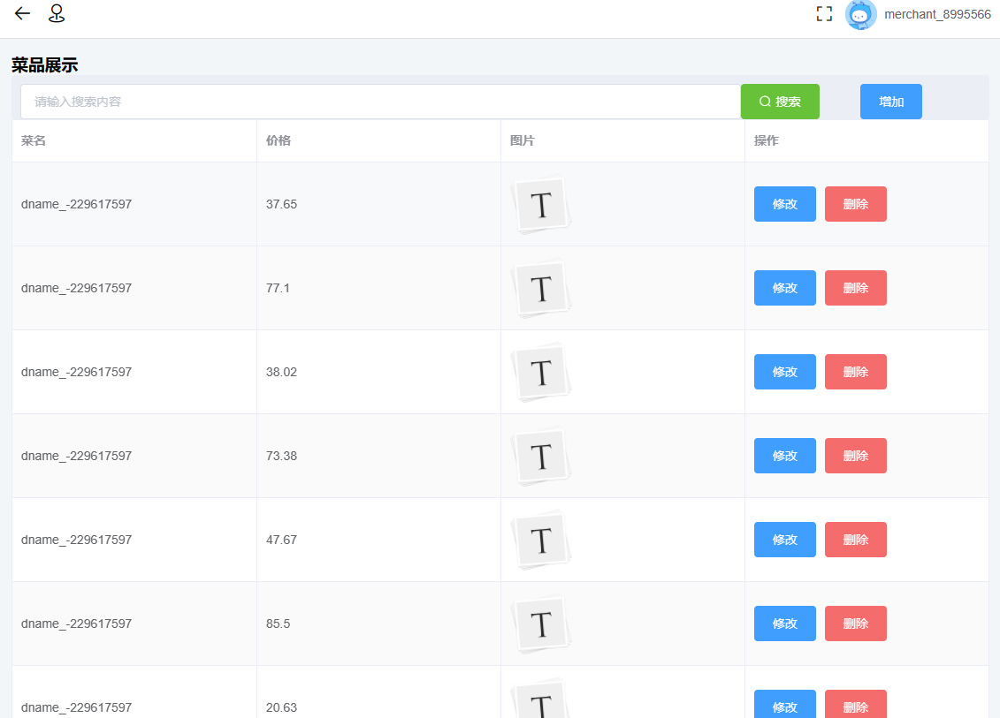 merchant_8995566
菜品展示
请输入搜索内容 搜索 增加
菜名 价格 图片 操作
dname_-229617597 37.65 T 修改 删除
dname_-229617597 77.1 T 修改 删除
dname_-229617597 38.02 T 修改 删除
dname_-229617597 73.38 T 修改 删除
dname_-229617597 47.67 T 修改 删除
dname_-229617597 85.5 T 修改 删除
dname_-229617597 20.63 T 修改 删除